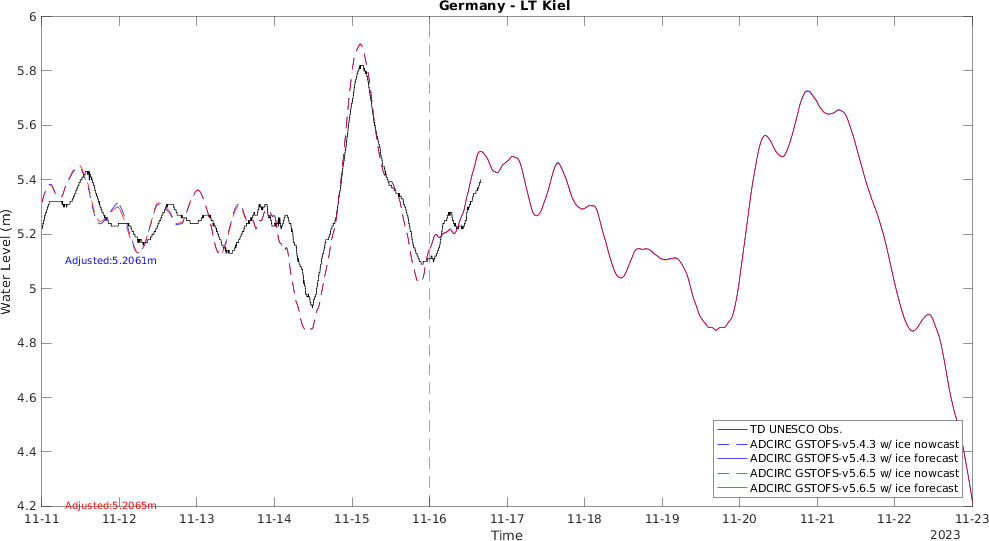 Germany - LT Kiel
6
5.8
5.6
5.4
5.2
5
4.8
4.6
4.4
4.2
Water Level (m)
Adjusted:5.2061m
Adjusted:5.2065m
TD UNESCO Obs.
ADCIRC GSTOFS-v5.4.3 w/ ice nowcast
ADCIRC GSTOFS-v5.4.3 w/ ice forecast
ADCIRC GSTOFS-v5.6.5 w/ ice nowcast
ADCIRC GSTOFS-v5.6.5 w/ ice forecast
11-11 11-12 11-13 11-14 11-15 11-16 11-17 11-18 11-19 11-20 11-21 11-22 11-23
Time
2023